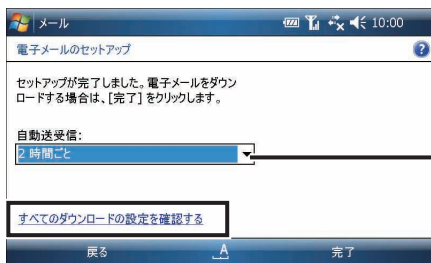 メール 10:00
電子メールのセットアップ
セットアップが完了しました。電子メールをダウン
ロードする場合は、[完了] をクリックします。
自動送受信:
2 時間ごと
すべてのダウンロードの設定を確認する
戻る A 完了